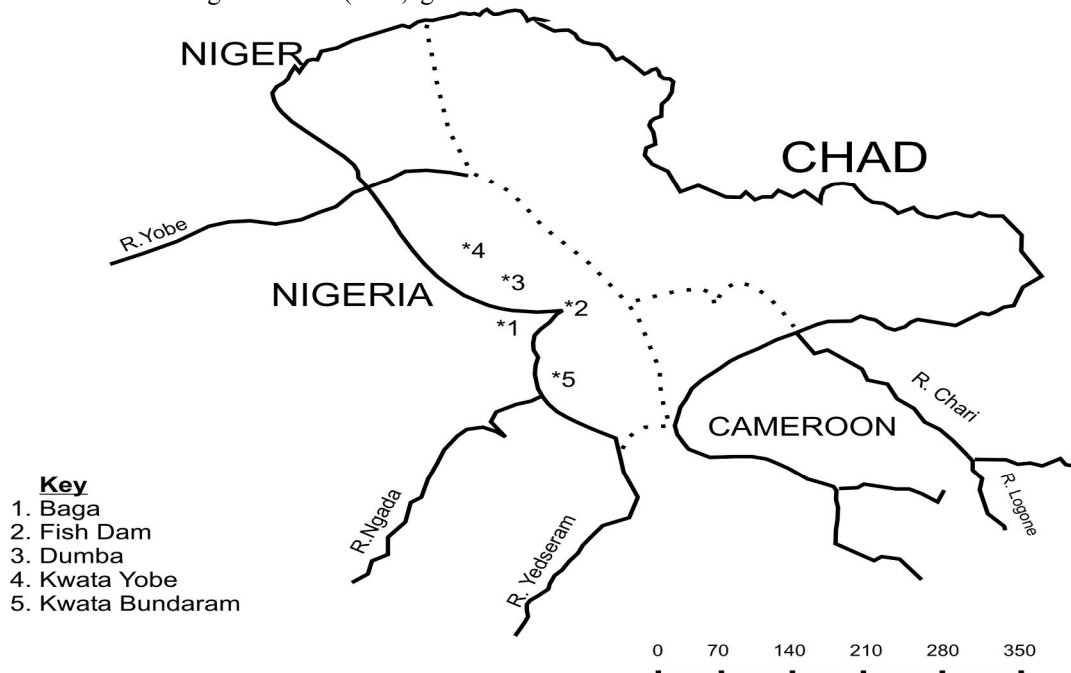 NIGER
CHAD
R.Yobe
*4
*3
NIGERIA
*2
*1
*5
R. Chari
CAMEROON
R. Logone
R.Ngada
R. Yedseram
Key
1. Baga
2. Fish Dam
3. Dumba
4. Kwata Yobe
5. Kwata Bundaram
0 70 140 210 280 350